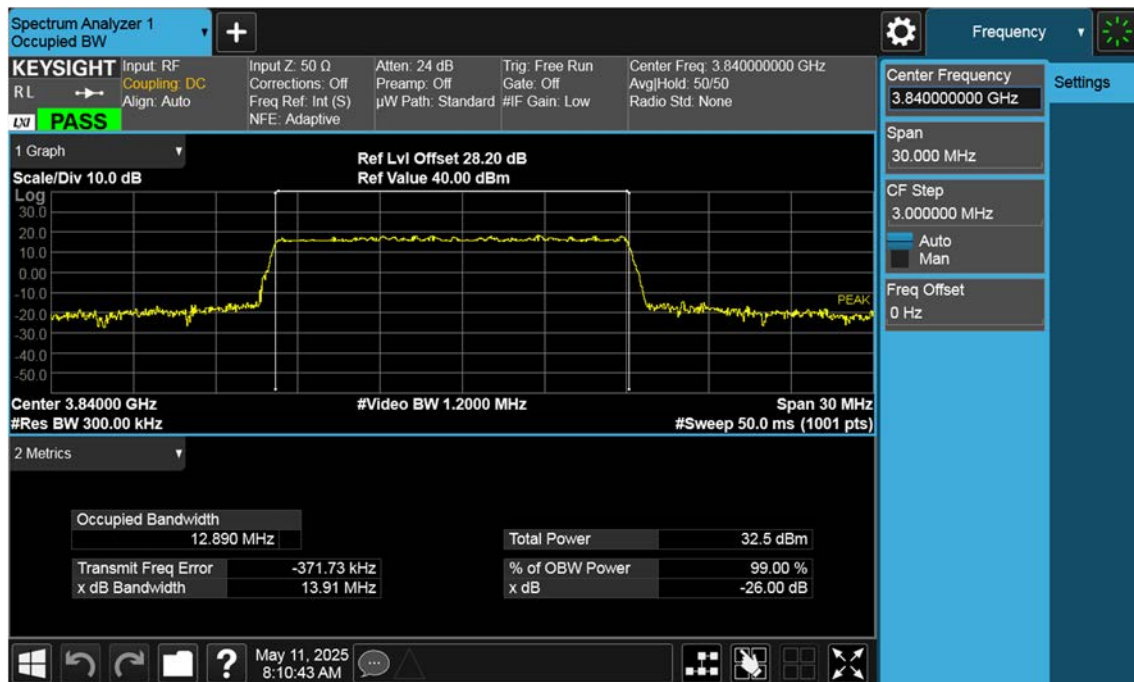 Spectrum Analyzer 1
Occupied BW
+
Frequency
KEYSIGHT
RL
LXI
PASS
Input: RF
Coupling: DC
Align: Auto
Input Z: 50 Ω
Corrections: Off
Freq Ref: Int (S)
NFE: Adaptive
Atten: 24 dB
Preamp: Off
µW Path: Standard
Trig: Free Run
Gate: Off
#IF Gain: Low
Center Freq: 3.840000000 GHz
Avg|Hold: 50/50
Radio Std: None
Center Frequency
3.840000000 GHz
Settings
Span
30.000 MHz
CF Step
3.000000 MHz
Auto
Man
Freq Offset
0 Hz
1 Graph
Scale/Div 10.0 dB
Ref Lvl Offset 28.20 dB
Ref Value 40.00 dBm
Log
30.0
20.0
10.0
0.00
-10.0
-20.0
-30.0
-40.0
-50.0
PEAK
Center 3.84000 GHz
#Video BW 1.2000 MHz
Span 30 MHz
#Res BW 300.00 kHz
#Sweep 50.0 ms (1001 pts)
2 Metrics
Occupied Bandwidth
12.890 MHz
Total Power 32.5 dBm
Transmit Freq Error -371.73 kHz
% of OBW Power 99.00 %
x dB Bandwidth 13.91 MHz
x dB -26.00 dB
?
May 11, 2025
8:10:43 AM